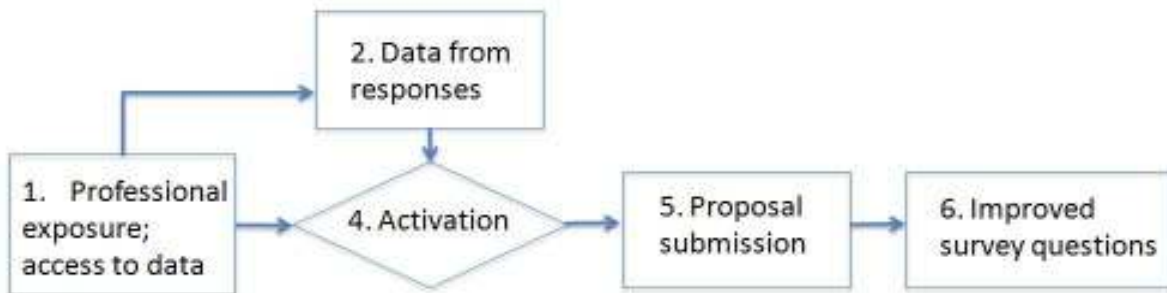 2. Data from
responses
1. Professional
exposure;
access to data
4. Activation
5. Proposal
submission
6. Improved
survey questions